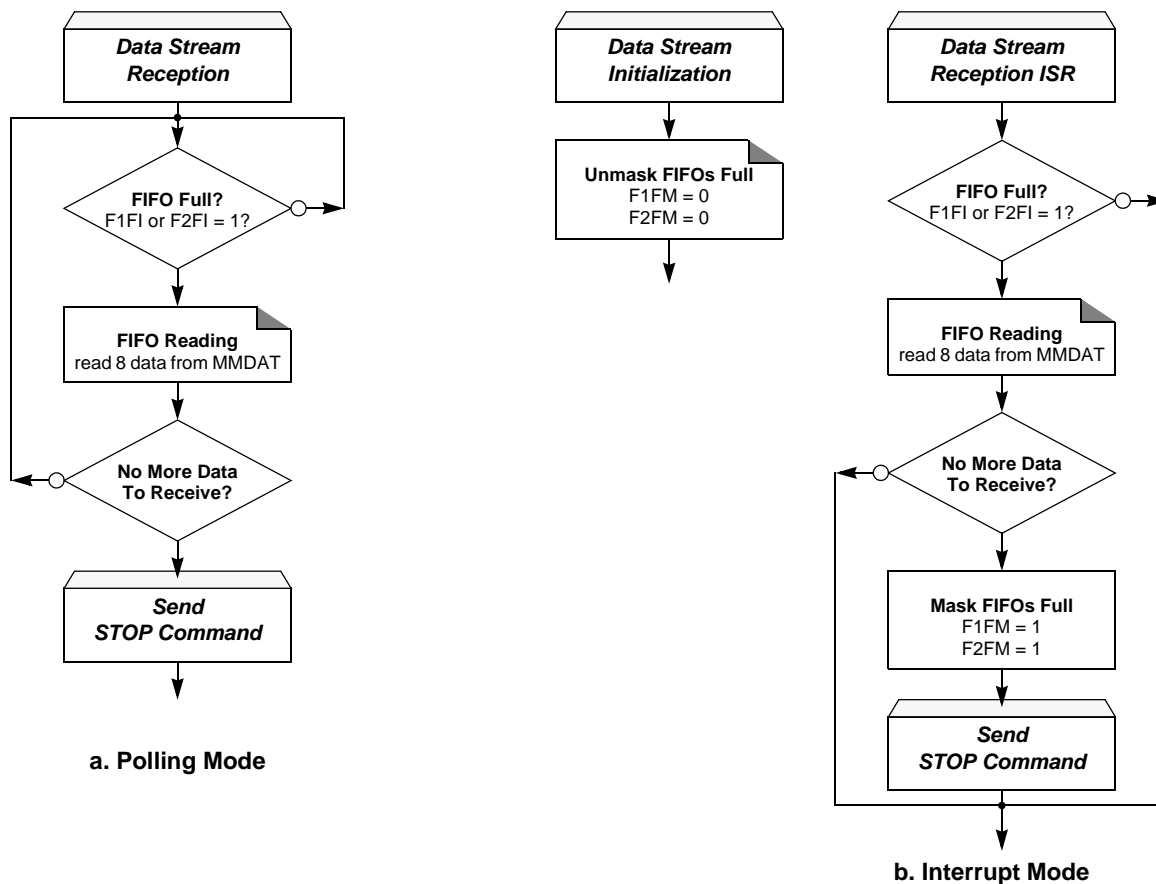 Data Stream
Reception
FIFO Full?
F1FI or F2FI = 1?
FIFO Reading
read 8 data from MMDAT
No More Data
To Receive?
Send
STOP Command
a. Polling Mode
Data Stream
Initialization
Unmask FIFOs Full
F1FM = 0
F2FM = 0
Data Stream
Reception ISR
FIFO Full?
F1FI or F2FI = 1?
FIFO Reading
read 8 data from MMDAT
No More Data
To Receive?
Mask FIFOs Full
F1FM = 1
F2FM = 1
Send
STOP Command
b. Interrupt Mode